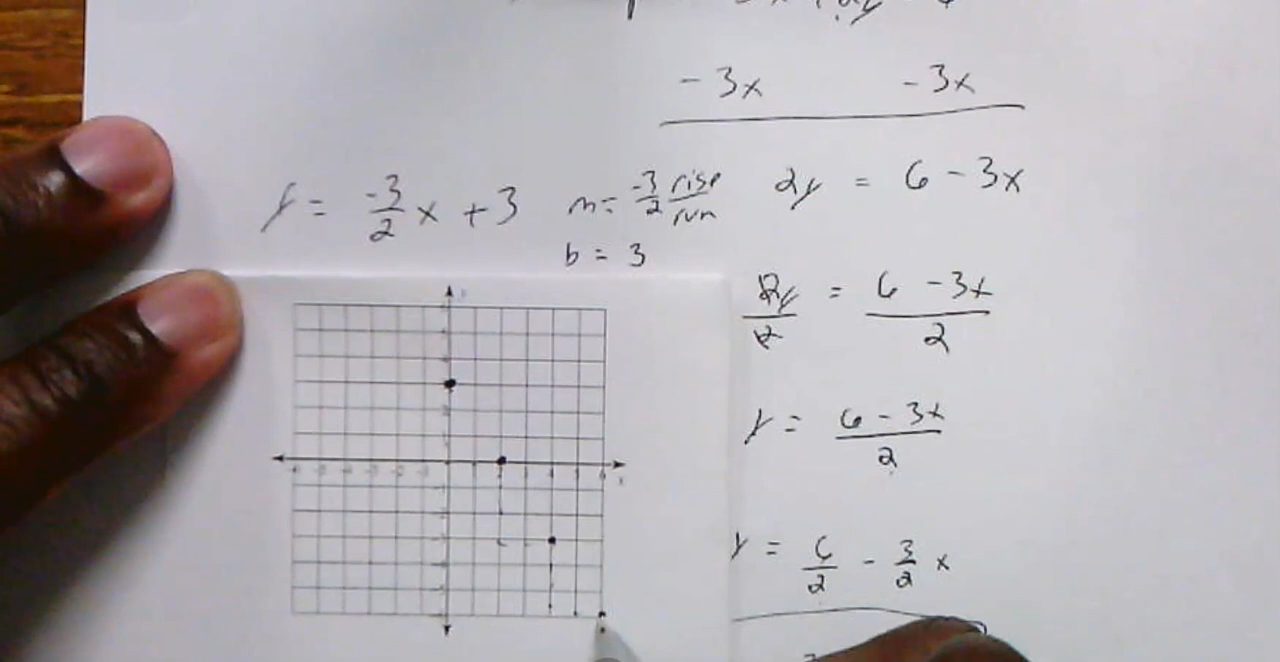 -3x -3x
2y = 6 - 3x
y = -3/2 x + 3 m = -3/2 rise/run
b = 3
2y/2 = 6 - 3x/2
y = 6 - 3x/2
y = 6/2 - 3/2 x